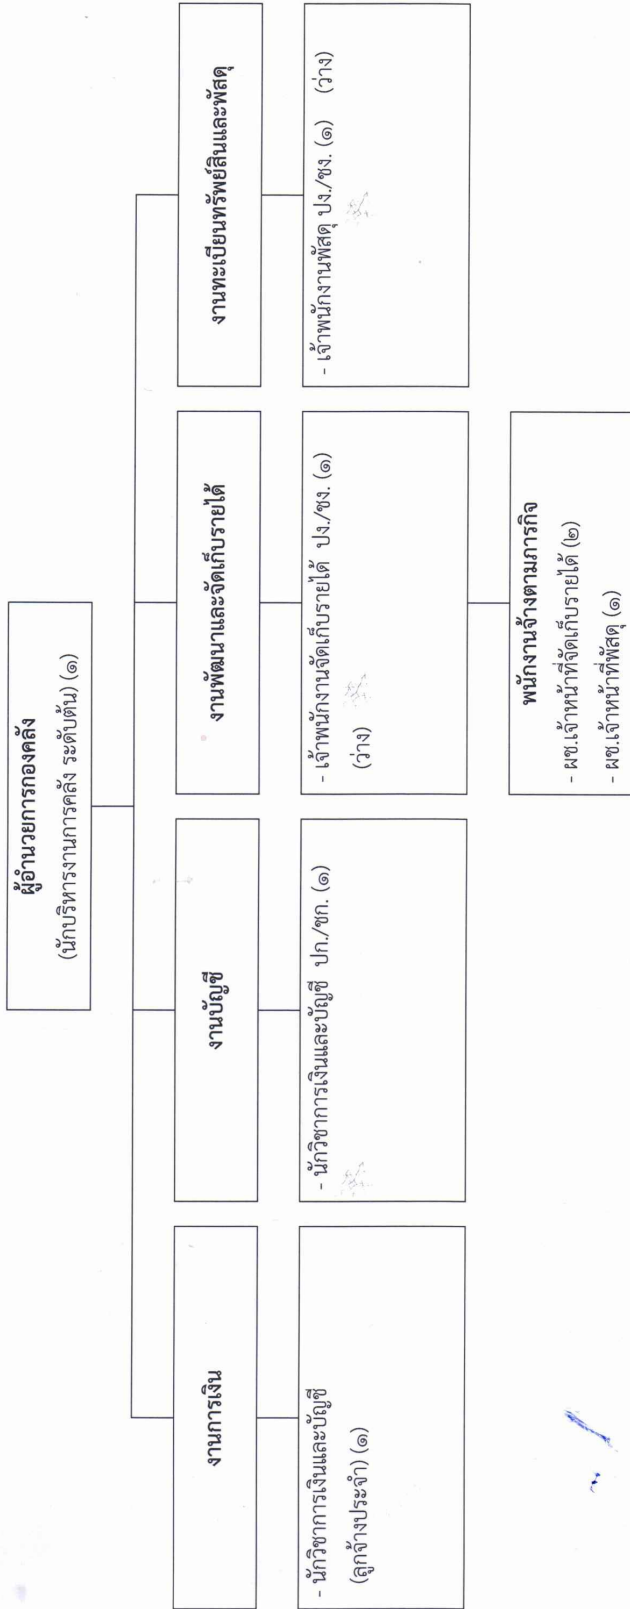 ผู้อำนวยการกองคลัง
(นักบริหารงานการคลัง ระดับต้น) (๑)
งานการเงิน
งานบัญชี
งานพัฒนาและจัดเก็บรายได้
งานทะเบียนทรัพย์สินและพัสดุ
- นักวิชาการเงินและบัญชี
(ลูกจ้างประจำ) (๑)
- นักวิชาการเงินและบัญชี ปก./ชก. (๑)
- เจ้าพนักงานจัดเก็บรายได้ ปง./ชง. (๑)
(ว่าง)
- เจ้าพนักงานพัสดุ ปง./ชง. (๑) (ว่าง)
พนักงานจ้างตามภารกิจ
- ผช.เจ้าหน้าที่จัดเก็บรายได้ (๒)
- ผช.เจ้าหน้าที่พัสดุ (๑)